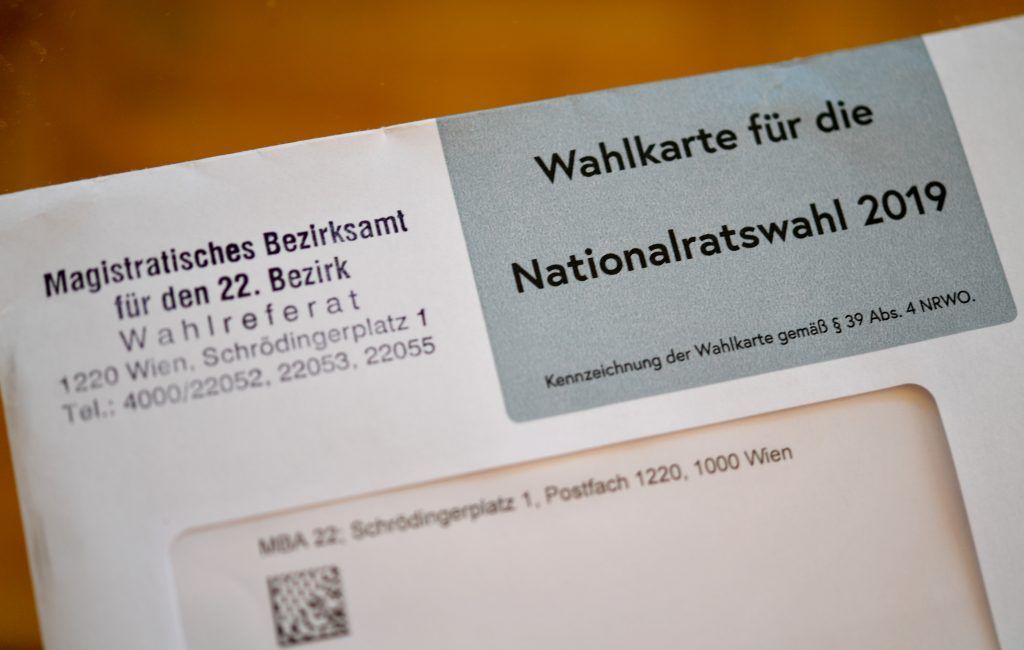 Magistratisches Bezirksamt
für den 22. Bezirk
Wahlreferat
1220 Wien, Schrödingerplatz 1
Tel.: 4000/22052, 22053, 22055
Wahlkarte für die
Nationalratswahl 2019
Kennzeichnung der Wahlkarte gemäß § 39 Abs. 4 NRWO.
MBA 22; Schrödingerplatz 1, Postfach 1220, 1000 Wien